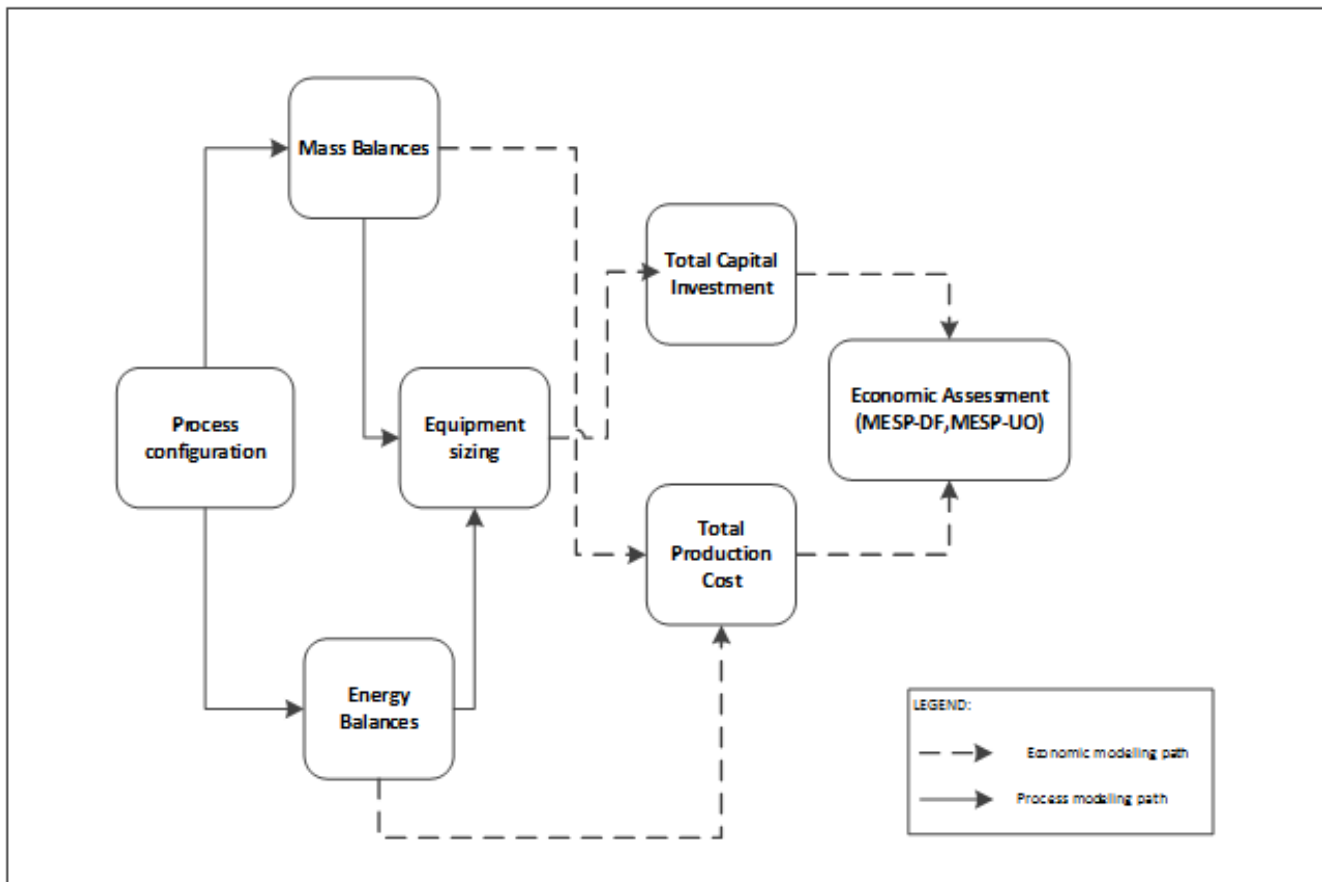 Mass Balances
Total Capital
Investment
Economic Assessment
(MESP-DF,MESP-UO)
Process
configuration
Equipment
sizing
Total
Production
Cost
Energy
Balances
LEGEND:
Economic modelling path
Process modeling path